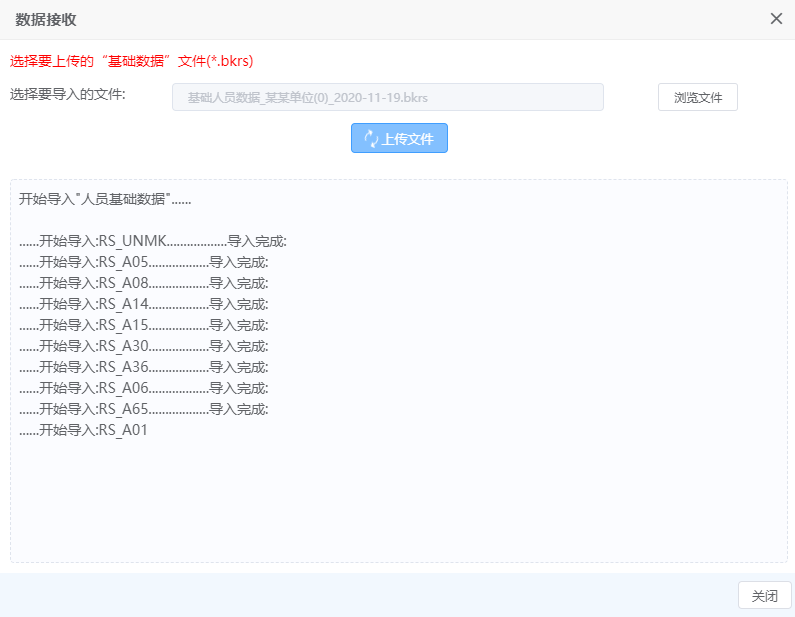 数据接收
选择要上传的“基础数据”文件(*.bkrs)
选择要导入的文件: 基础人员数据_某某单位(0)_2020-11-19.bkrs 浏览文件
上传文件
开始导入"人员基础数据"......
......开始导入:RS_UNMK..................导入完成:
......开始导入:RS_A05..................导入完成:
......开始导入:RS_A08..................导入完成:
......开始导入:RS_A14..................导入完成:
......开始导入:RS_A15..................导入完成:
......开始导入:RS_A30..................导入完成:
......开始导入:RS_A36..................导入完成:
......开始导入:RS_A06..................导入完成:
......开始导入:RS_A65..................导入完成:
......开始导入:RS_A01
关闭